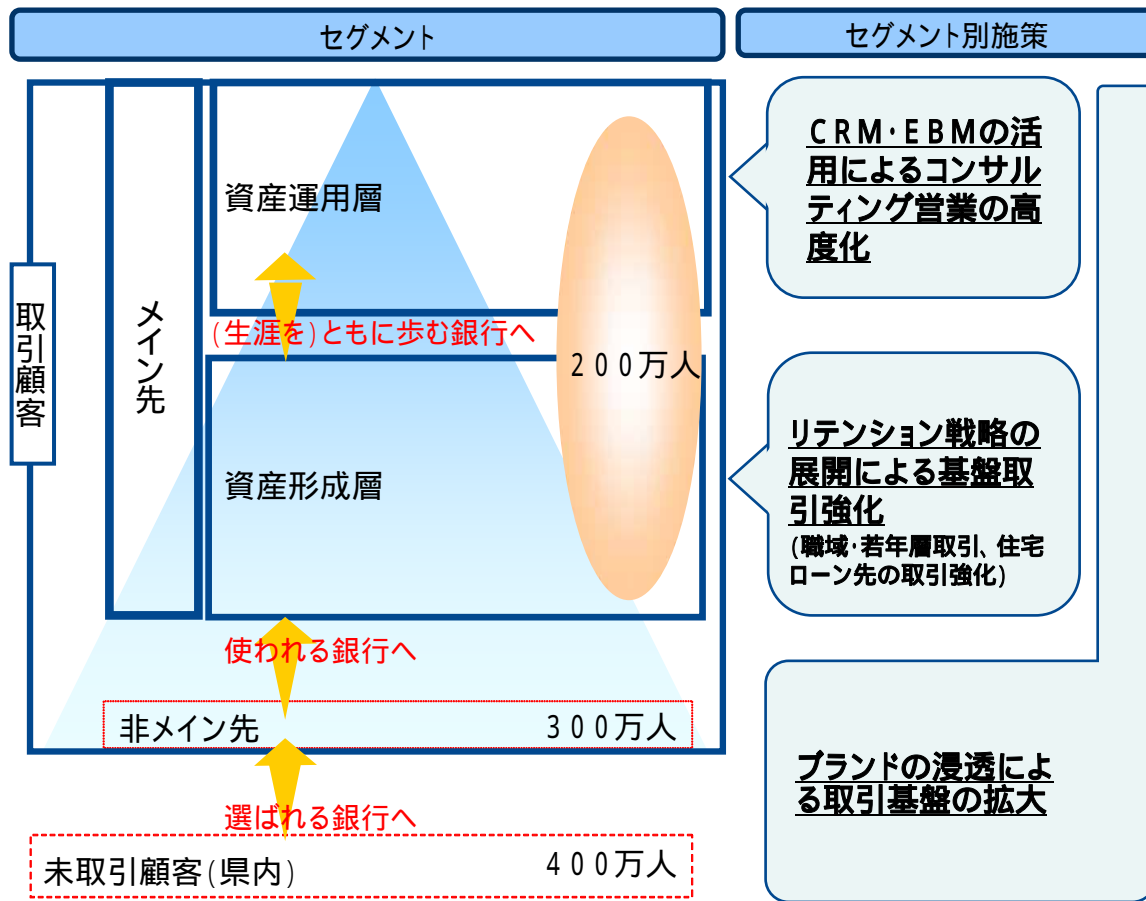 セグメント
セグメント別施策
取引顧客
メイン先
資産運用層
(生涯を)ともに歩む銀行へ
200万人
資産形成層
使われる銀行へ
非メイン先 300万人
選ばれる銀行へ
未取引顧客(県内) 400万人
CRM・EBMの活
用によるコンサル
ティング営業の高
度化
リテンション戦略の
展開による基盤取
引強化
(職域・若年層取引、住宅
ローン先の取引強化)
ブランドの浸透によ
る取引基盤の拡大